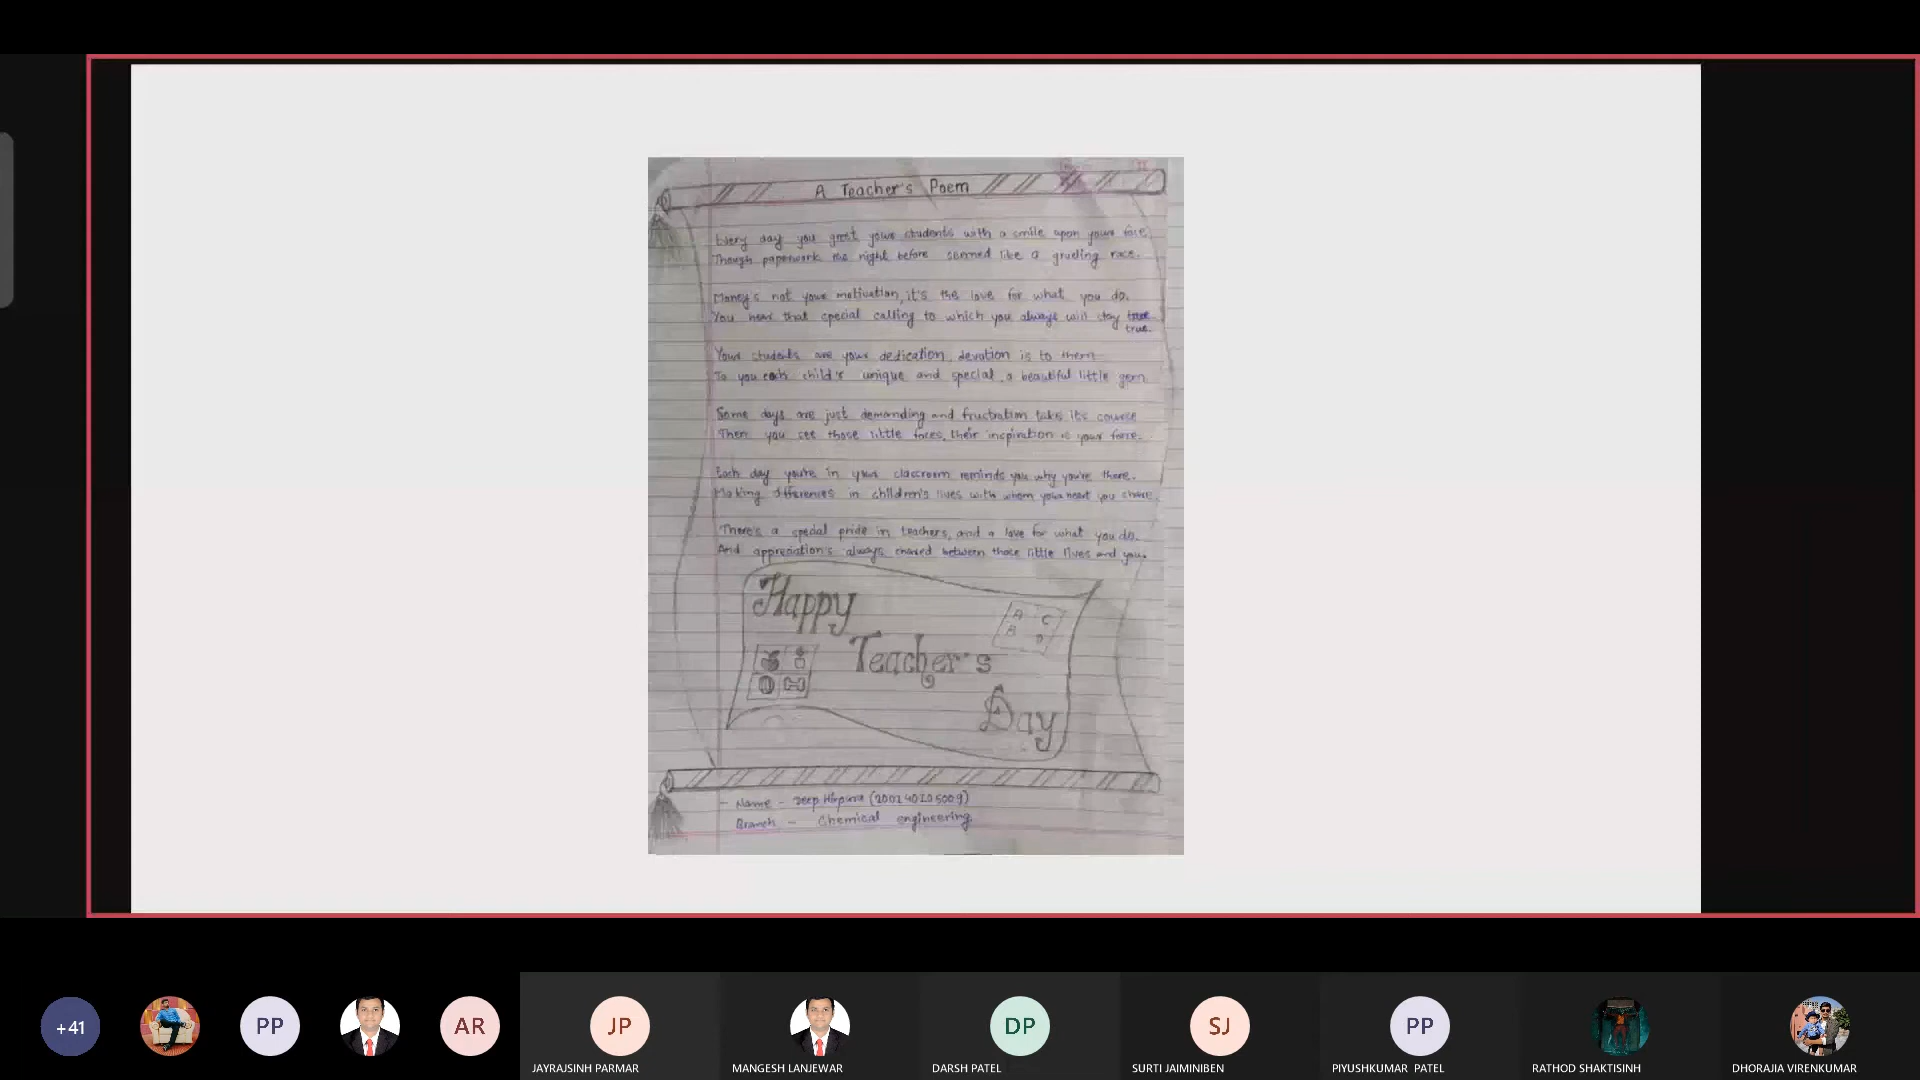 A Teacher's Poem
Every day you greet your students with a smile upon your face
Though paperwork the night before seemed like a grueling race.
Money's not your motivation, it's the love for what you do.
You hear that special calling to which you always will stay
true.
Your students are your dedication, devotion is to them
To you each child's unique and special, a beautiful little gem
Some days are just demanding and frustration takes its course
Then you see those little faces, their inspiration is your force.
Each day you're in your classroom reminds you why you're there.
Making differences in children's lives with whom your heart you share.
There's a special pride in teachers, and a love for what you do.
And appreciation's always shared between those little lives and you.
Happy
A C
B D
Teacher's
Day
- Name - Deep (200140105009)
Branch - Chemical engineering.
+41
PP
AR
JP
DP
SJ
PP
JAYRAJSINH PARMAR
MANGESH LANJEWAR
DARSH PATEL
SURTI JAIMINIBEN
PIYUSHKUMAR PATEL
RATHOD SHAKTISINH
DHORAJIA VIRENKUMAR